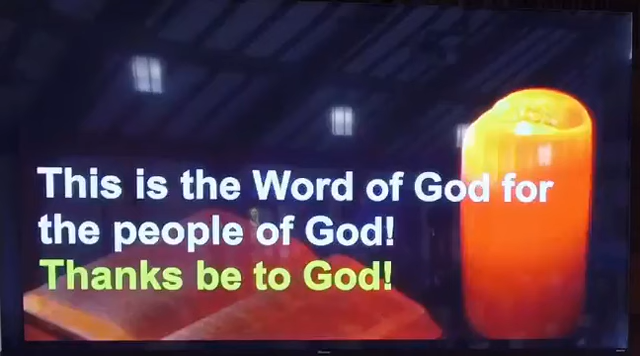 This is the Word of God for
the people of God!
Thanks be to God!